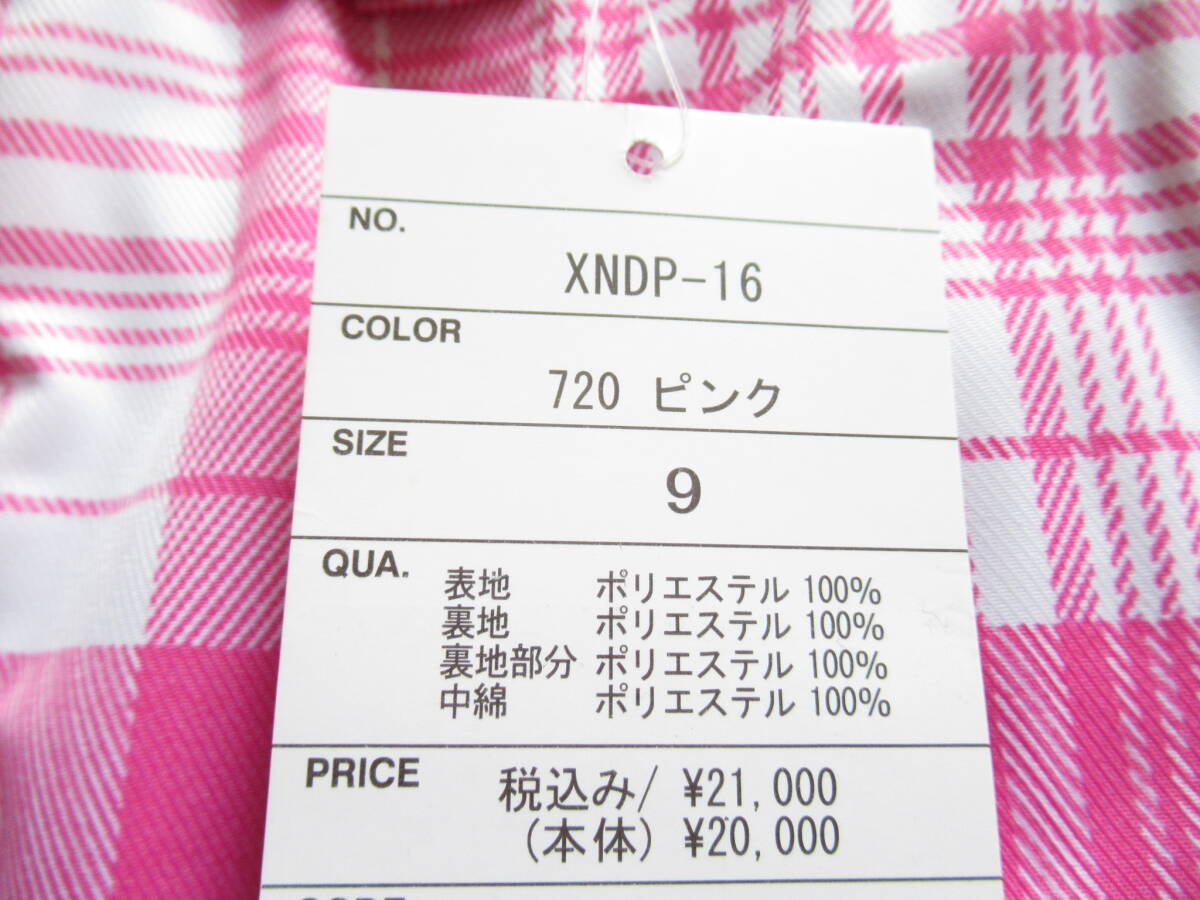 NO.
XNDP-16
COLOR
720 ピンク
SIZE
9
QUA.
表地 ポリエステル 100%
裏地 ポリエステル 100%
裏地部分 ポリエステル 100%
中綿 ポリエステル 100%
PRICE
税込み/ ¥21,000
(本体) ¥20,000